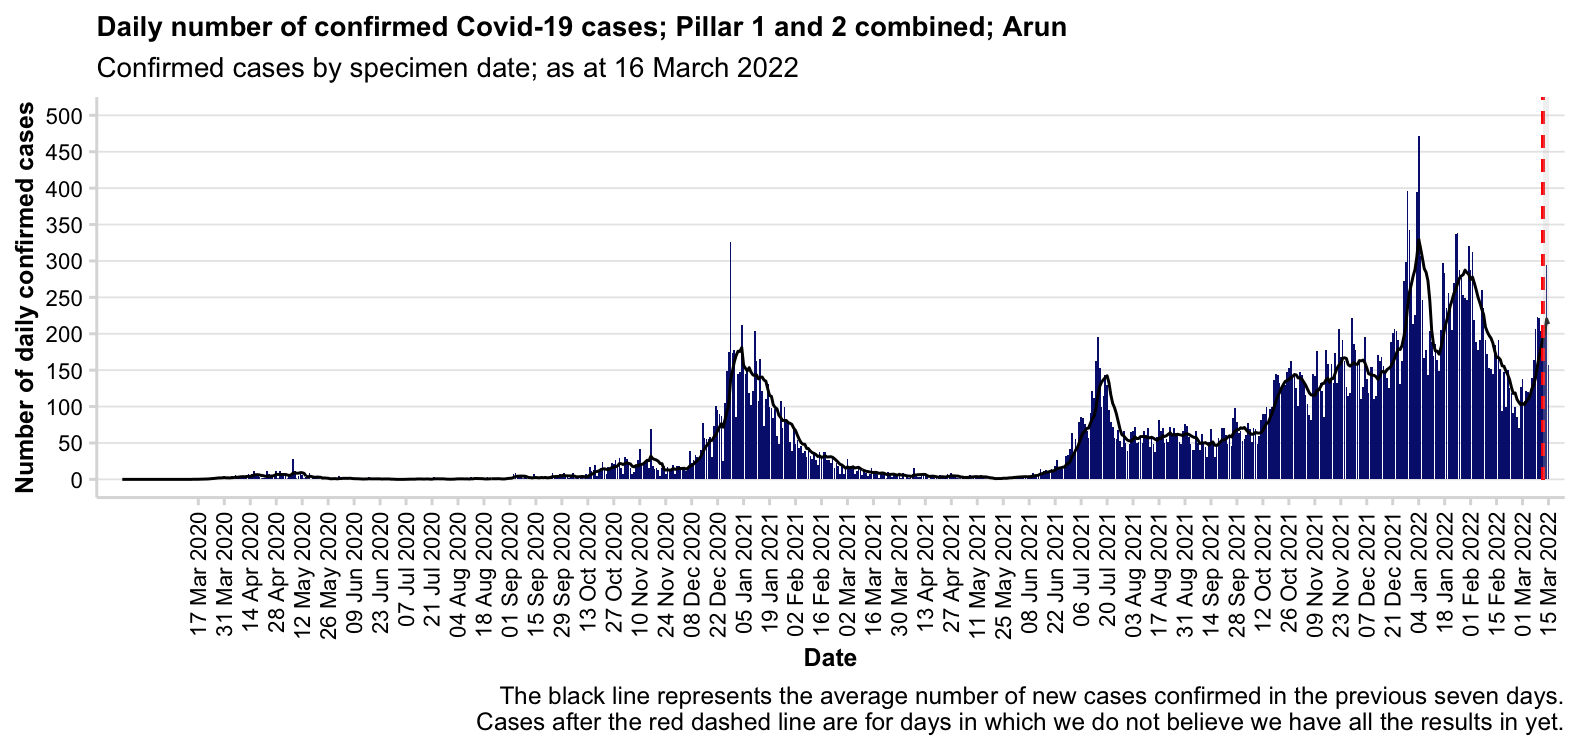 Daily number of confirmed Covid-19 cases; Pillar 1 and 2 combined; Arun
Confirmed cases by specimen date; as at 16 March 2022
Number of daily confirmed cases
500
450
400
350
300
250
200
150
100
50
0
17 Mar 2020
31 Mar 2020
14 Apr 2020
28 Apr 2020
12 May 2020
26 May 2020
09 Jun 2020
23 Jun 2020
07 Jul 2020
21 Jul 2020
04 Aug 2020
18 Aug 2020
01 Sep 2020
15 Sep 2020
29 Sep 2020
13 Oct 2020
27 Oct 2020
10 Nov 2020
24 Nov 2020
08 Dec 2020
22 Dec 2020
05 Jan 2021
19 Jan 2021
02 Feb 2021
16 Feb 2021
02 Mar 2021
16 Mar 2021
30 Mar 2021
13 Apr 2021
27 Apr 2021
11 May 2021
25 May 2021
08 Jun 2021
22 Jun 2021
06 Jul 2021
20 Jul 2021
03 Aug 2021
17 Aug 2021
31 Aug 2021
14 Sep 2021
28 Sep 2021
12 Oct 2021
26 Oct 2021
09 Nov 2021
23 Nov 2021
07 Dec 2021
21 Dec 2021
04 Jan 2022
18 Jan 2022
01 Feb 2022
15 Feb 2022
01 Mar 2022
15 Mar 2022
Date
The black line represents the average number of new cases confirmed in the previous seven days.
Cases after the red dashed line are for days in which we do not believe we have all the results in yet.